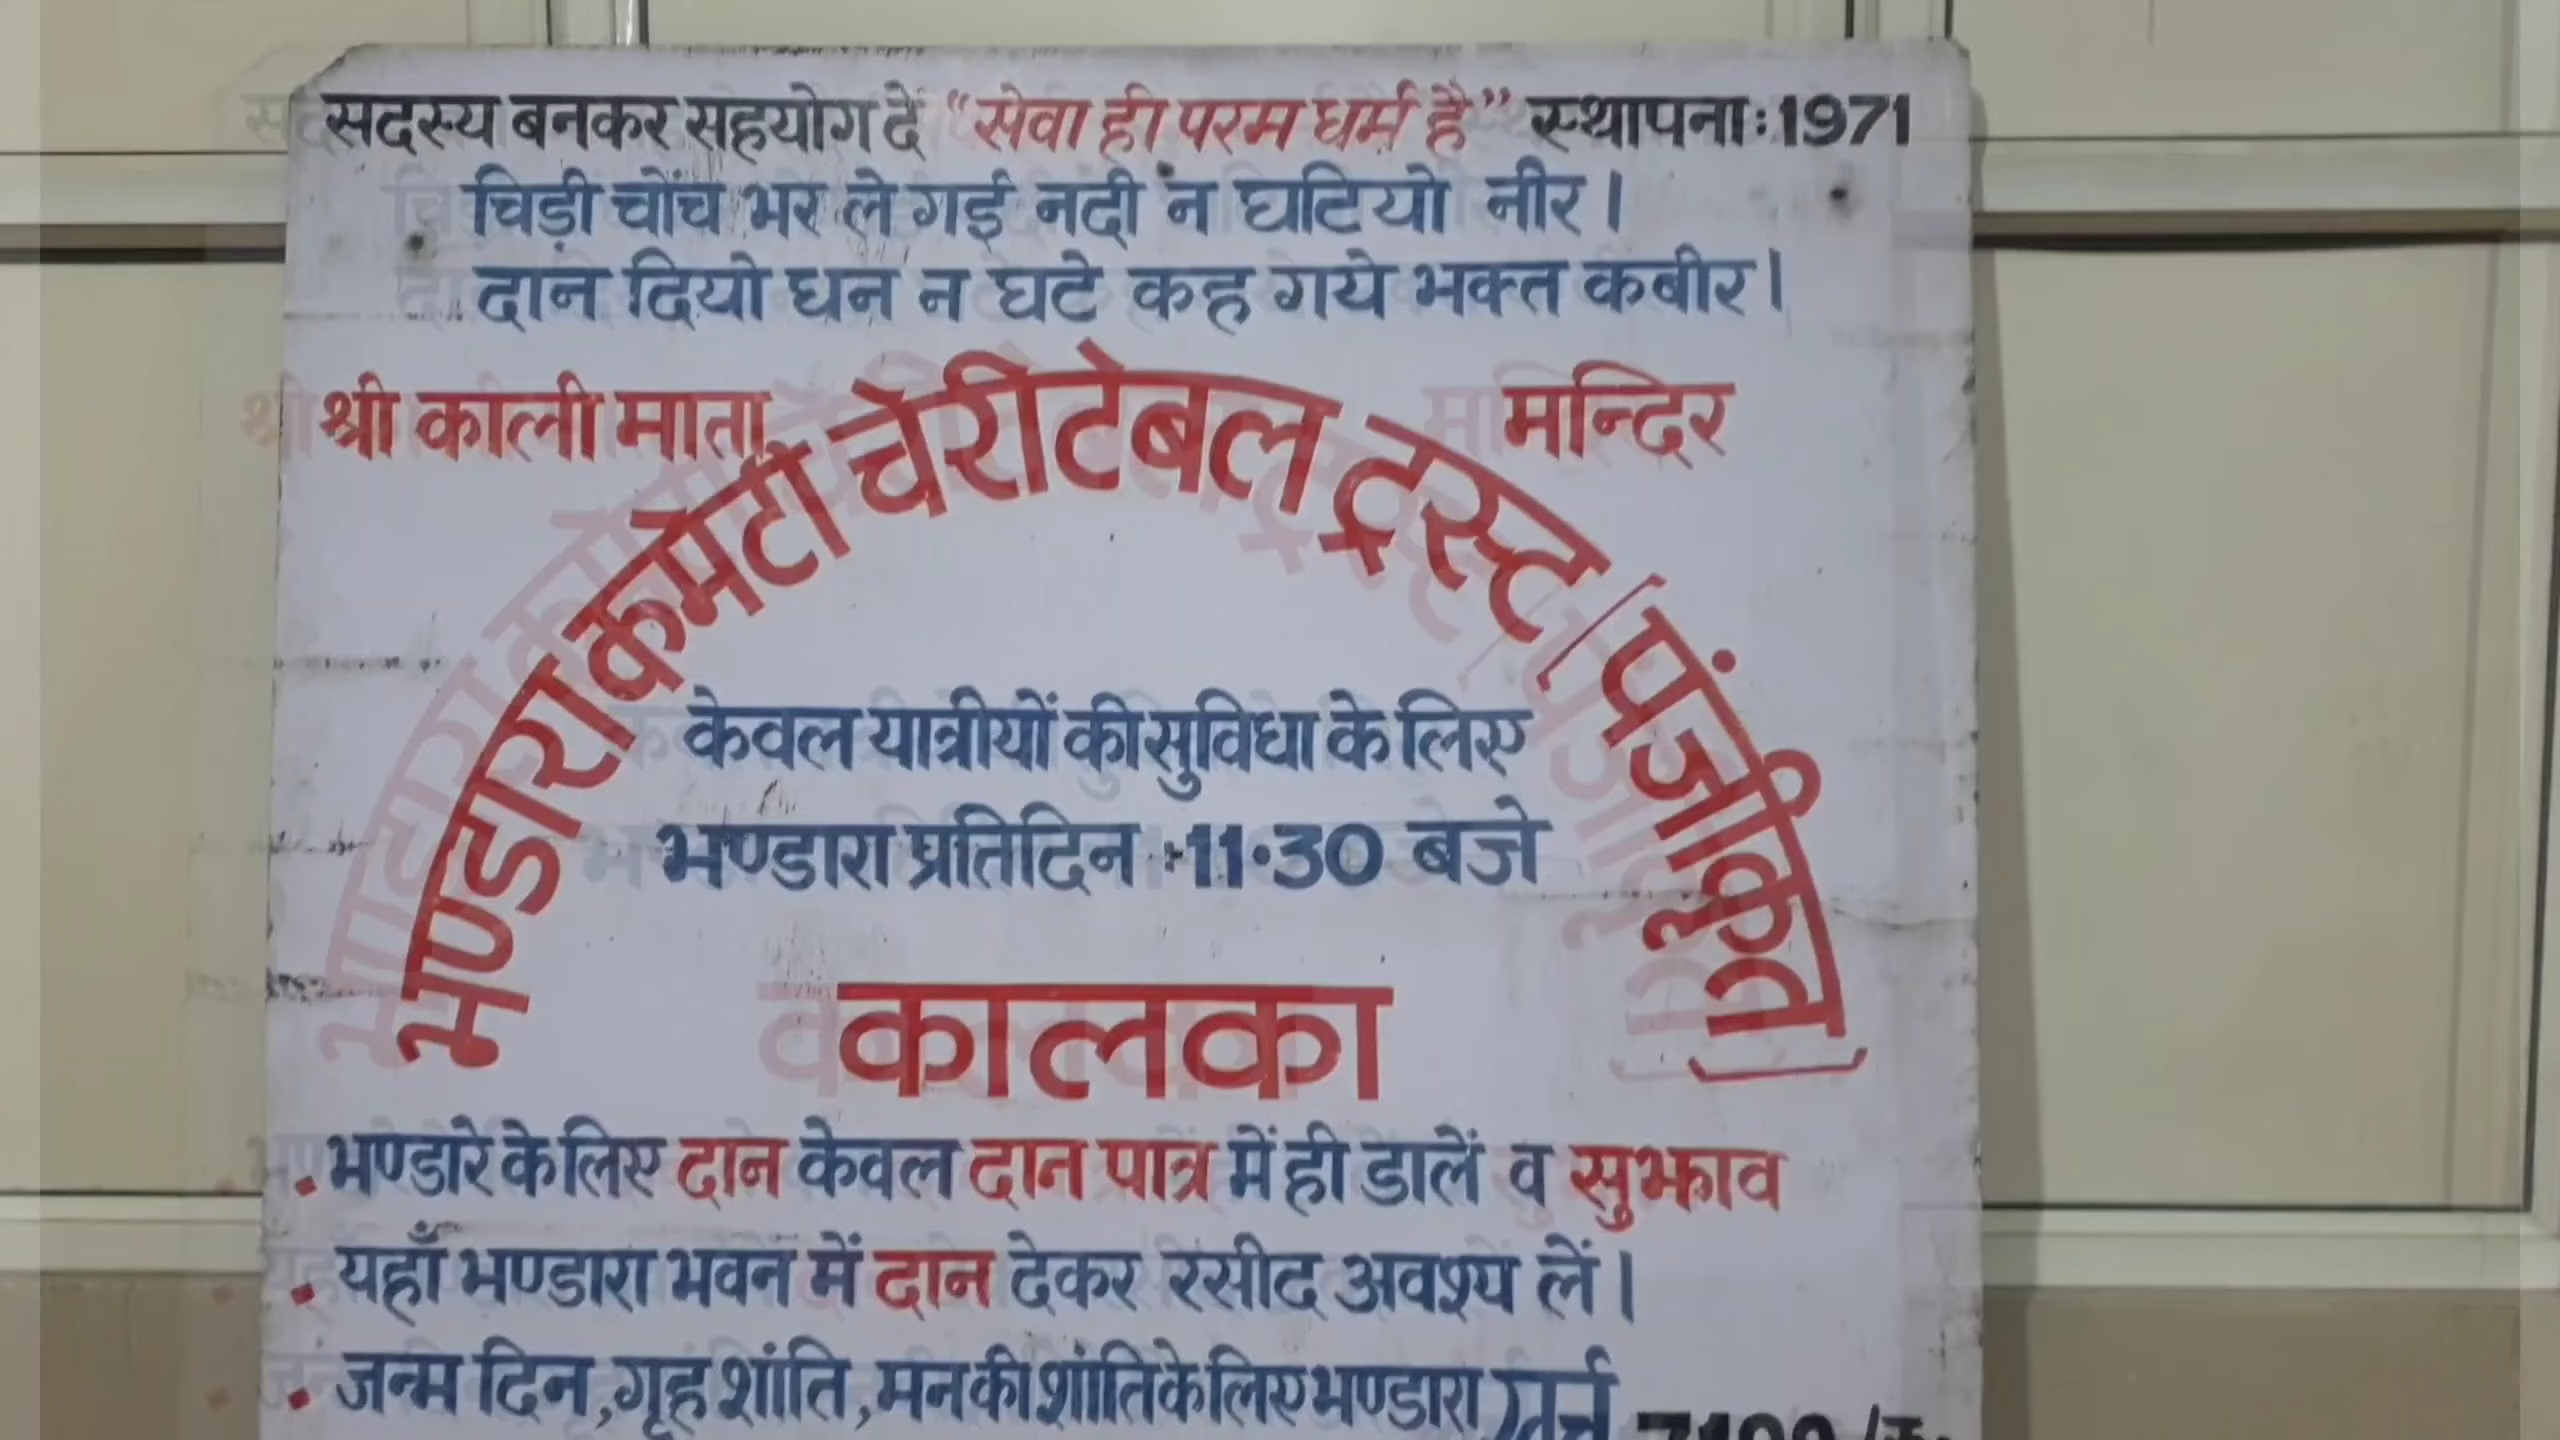 सदस्य बनकर सहयोग दें “सेवा ही परम धर्म है” स्थापना: 1971
चिड़ी चोंच भर ले गई नदी न घटियो नीर।
दान दियो धन न घटे कह गये भक्त कबीर।
श्री काली माता मन्दिर
भण्डारा कमेटी चेरीटेबल ट्रस्ट [पंजीकृत]
केवल यात्रीयों की सुविधा के लिए
भण्डारा प्रतिदिन :- 11.30 बजे
कालका
• भण्डारे के लिए दान केवल दान पात्र में ही डालें व सुझाव
• यहाँ भण्डारा भवन में दान देकर रसीद अवश्य लें।
• जन्म दिन, गृह शांति, मन की शांति के लिए भण्डारा खर्च